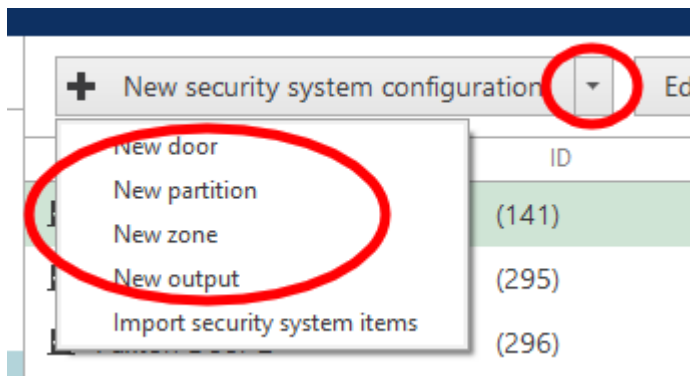 New security system configuration
Ed
New door
ID
New partition
(141)
New zone
New output
(295)
Import security system items
(296)